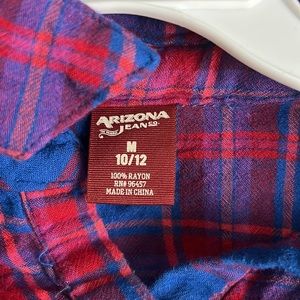 ARIZONA
JEAN CO.
M
10/12
100% RAYON
RN# 96457
MADE IN CHINA